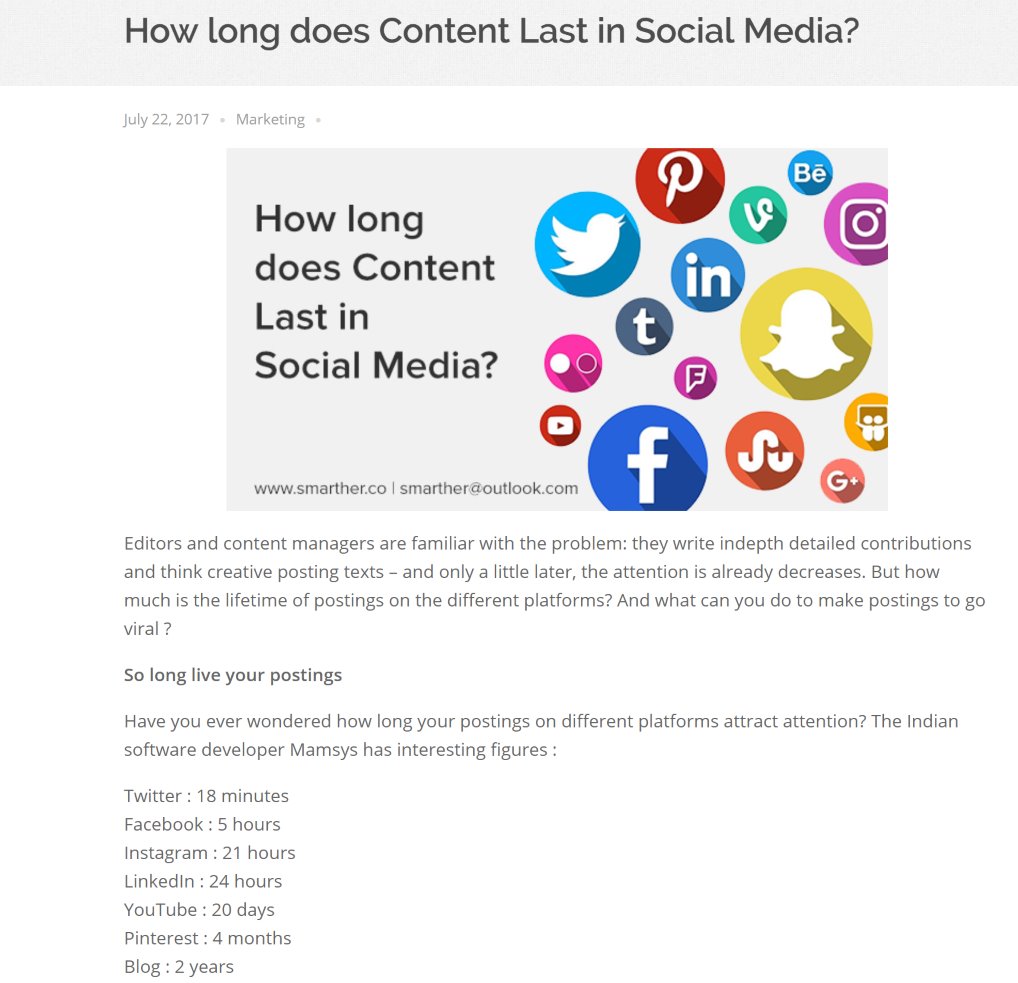 How long does Content Last in Social Media?
July 22, 2017 • Marketing •
How long
does Content
Last in
Social Media?
Bē
in
t
f
G+
www.smarther.co | smarther@outlook.com
Editors and content managers are familiar with the problem: they write indepth detailed contributions
and think creative posting texts – and only a little later, the attention is already decreases. But how
much is the lifetime of postings on the different platforms? And what can you do to make postings to go
viral ?
So long live your postings
Have you ever wondered how long your postings on different platforms attract attention? The Indian
software developer Mamsys has interesting figures :
Twitter : 18 minutes
Facebook : 5 hours
Instagram : 21 hours
LinkedIn : 24 hours
YouTube : 20 days
Pinterest : 4 months
Blog : 2 years